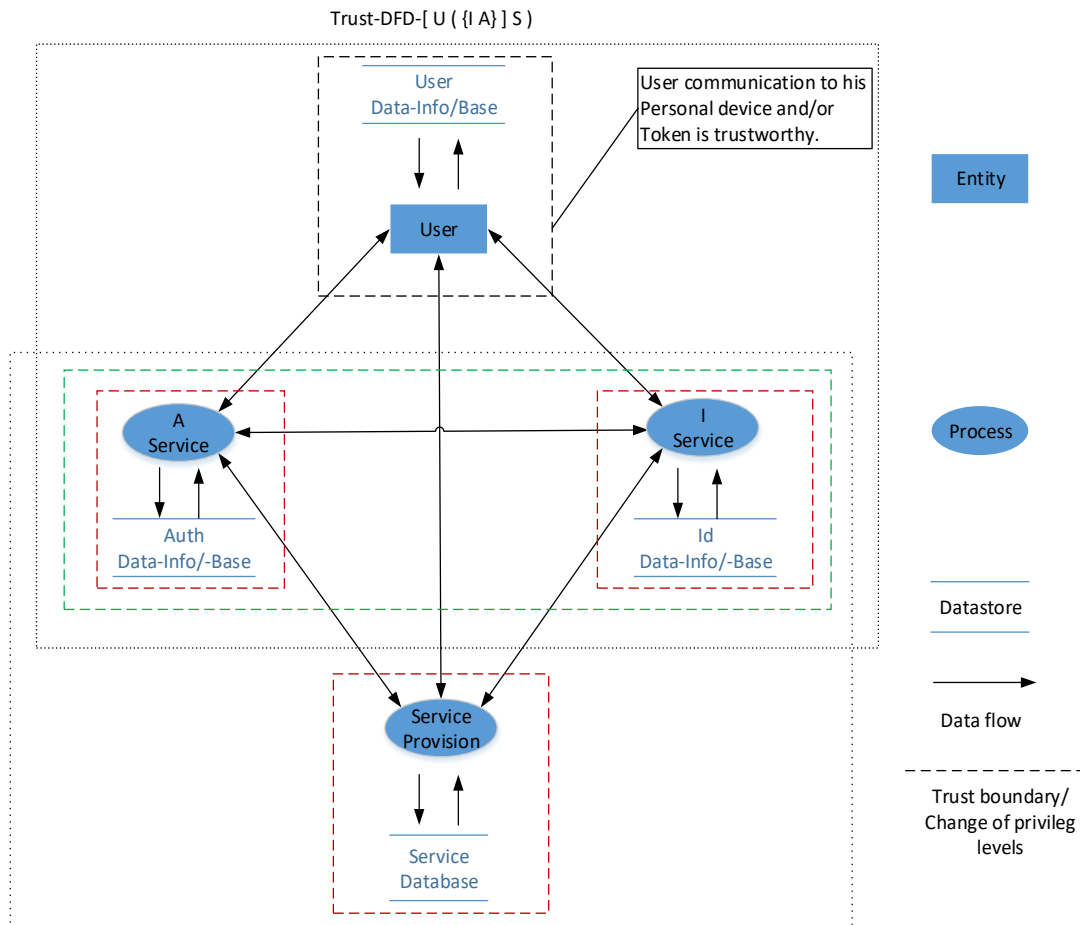 Trust-DFD-[ U ( {I A} ] S )
User
Data-Info/Base
User communication to his
Personal device and/or
Token is trustworthy.
User
Entity
A
Service
I
Service
Process
Auth
Data-Info/-Base
Id
Data-Info/-Base
Datastore
Service
Provision
Data flow
Trust boundary/
Change of privileg
levels
Service
Database